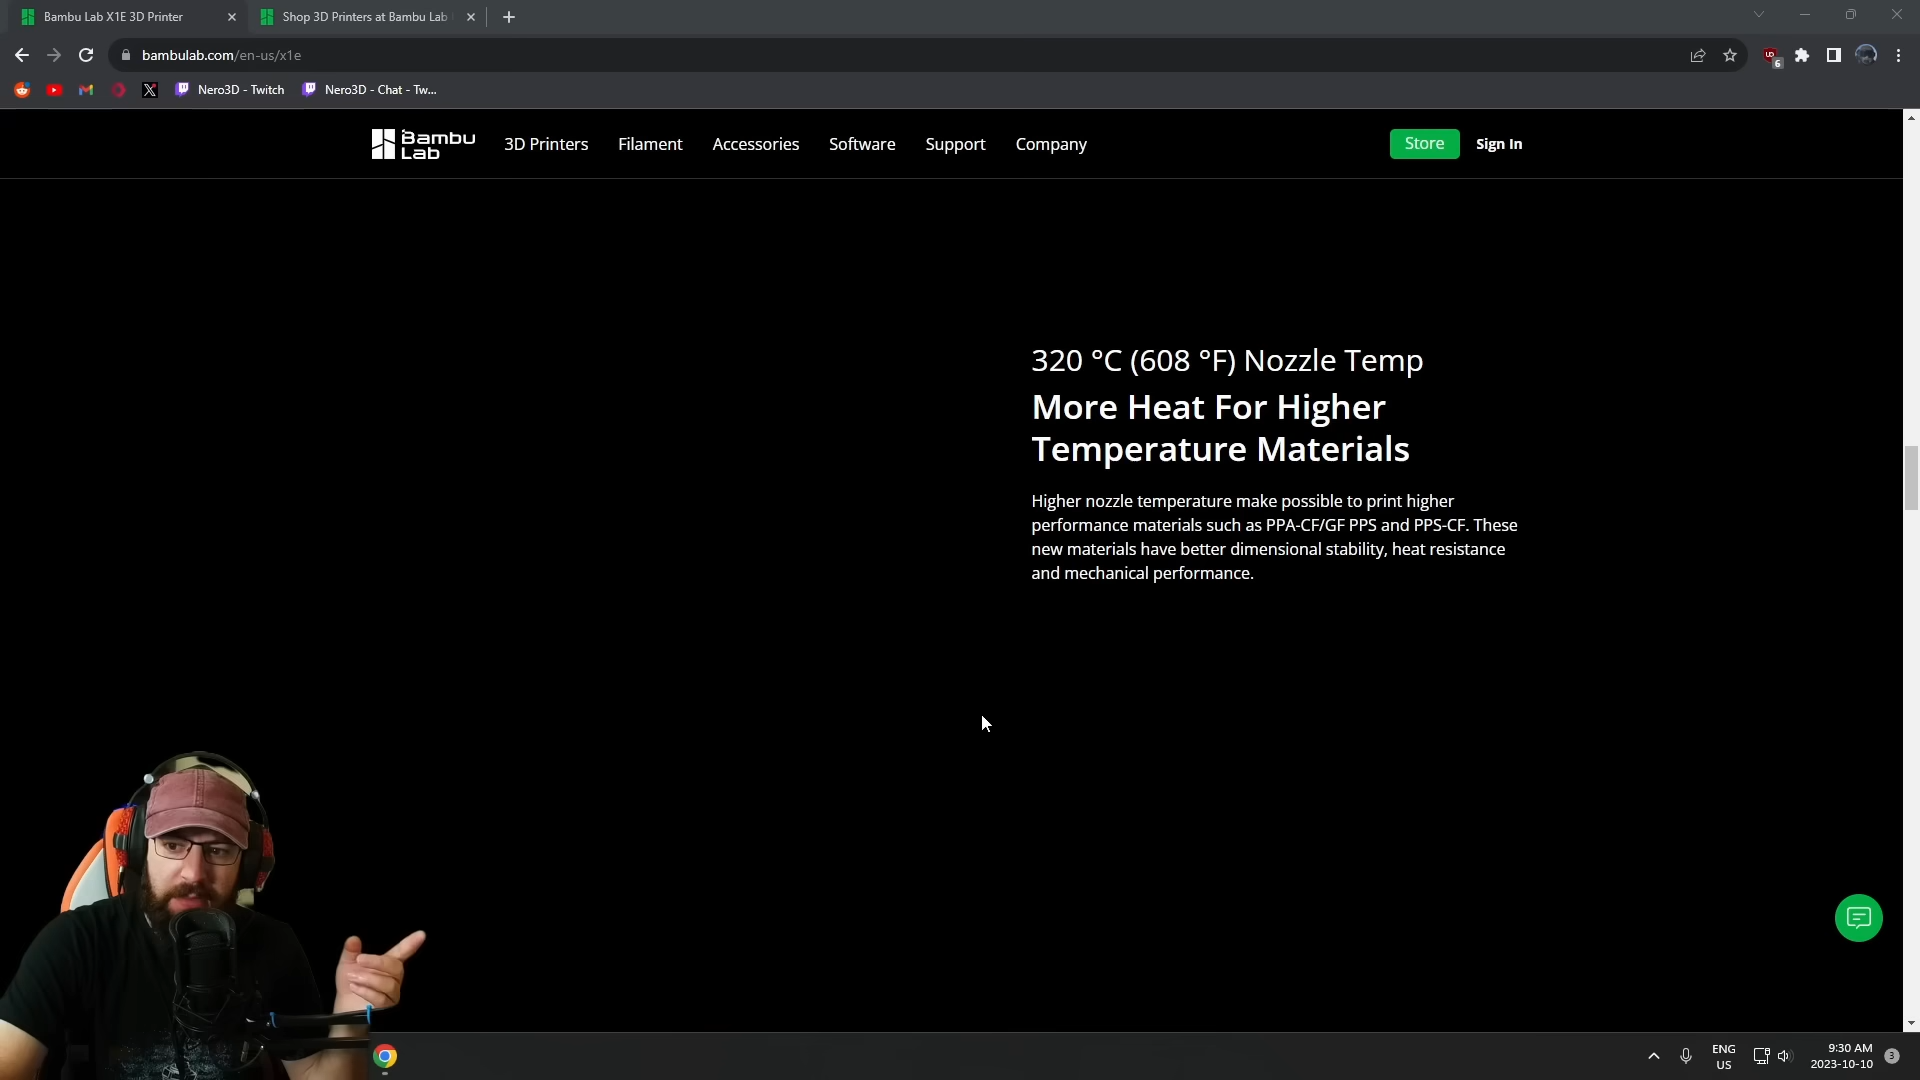 Bambu Lab X1E 3D Printer
Shop 3D Printers at Bambu Lab
bambulab.com/en-us/x1e
6
Nero3D - Twitch
Nero3D - Chat - Tw...
Bambu
Lab
3D Printers
Filament
Accessories
Software
Support
Company
Store
Sign In
320 °C (608 °F) Nozzle Temp
More Heat For Higher
Temperature Materials
Higher nozzle temperature make possible to print higher
performance materials such as PPA-CF/GF PPS and PPS-CF. These
new materials have better dimensional stability, heat resistance
and mechanical performance.
ENG
US
9:30 AM
2023-10-10
3